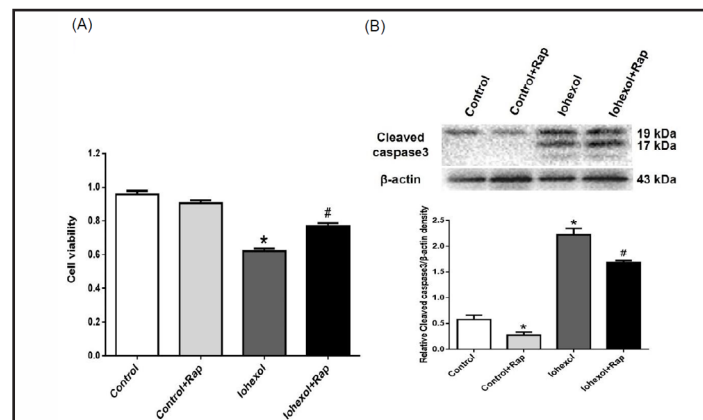 (A)
Cell viability
1.0
0.8
0.6
0.4
0.2
0.0
*
#
Control
Control+Rap
Iohexol
Iohexol+Rap
(B)
Control
Control+Rap
Iohexol
Iohexol+Rap
Cleaved
caspase3
19 kDa
17 kDa
β-actin
43 kDa
Relative Cleaved caspase3/β-actin density
2.5
2.0
1.5
1.0
0.5
0.0
*
*
#
Control
Control+Rap
Iohexol
Iohexol+Rap